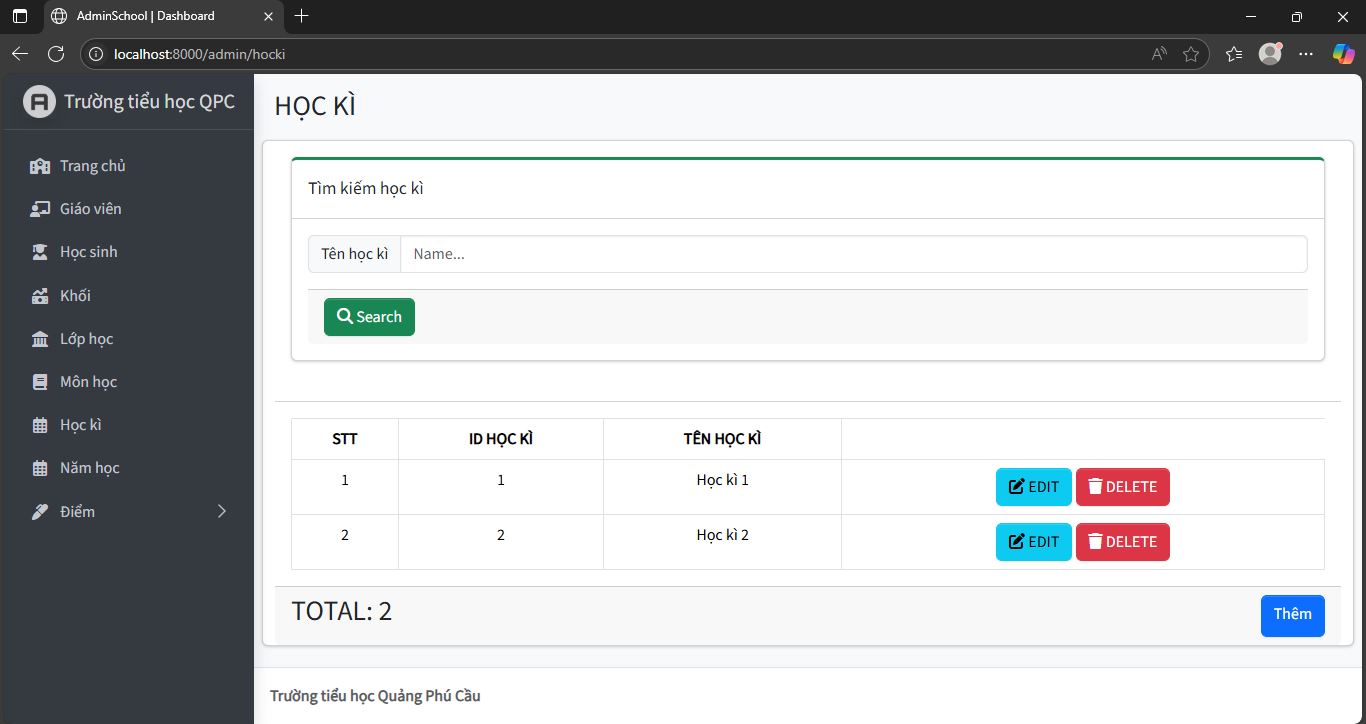 AdminSchool | Dashboard
localhost:8000/admin/hocki
Trường tiểu học QPC
HỌC KÌ
Trang chủ
Giáo viên
Học sinh
Khối
Lớp học
Môn học
Học kì
Năm học
Điểm
Tìm kiếm học kì
Tên học kì Name...
Search
STT ID HỌC KÌ TÊN HỌC KÌ
1 1 Học kì 1 EDIT DELETE
2 2 Học kì 2 EDIT DELETE
TOTAL: 2 Thêm
Trường tiểu học Quảng Phú Cầu